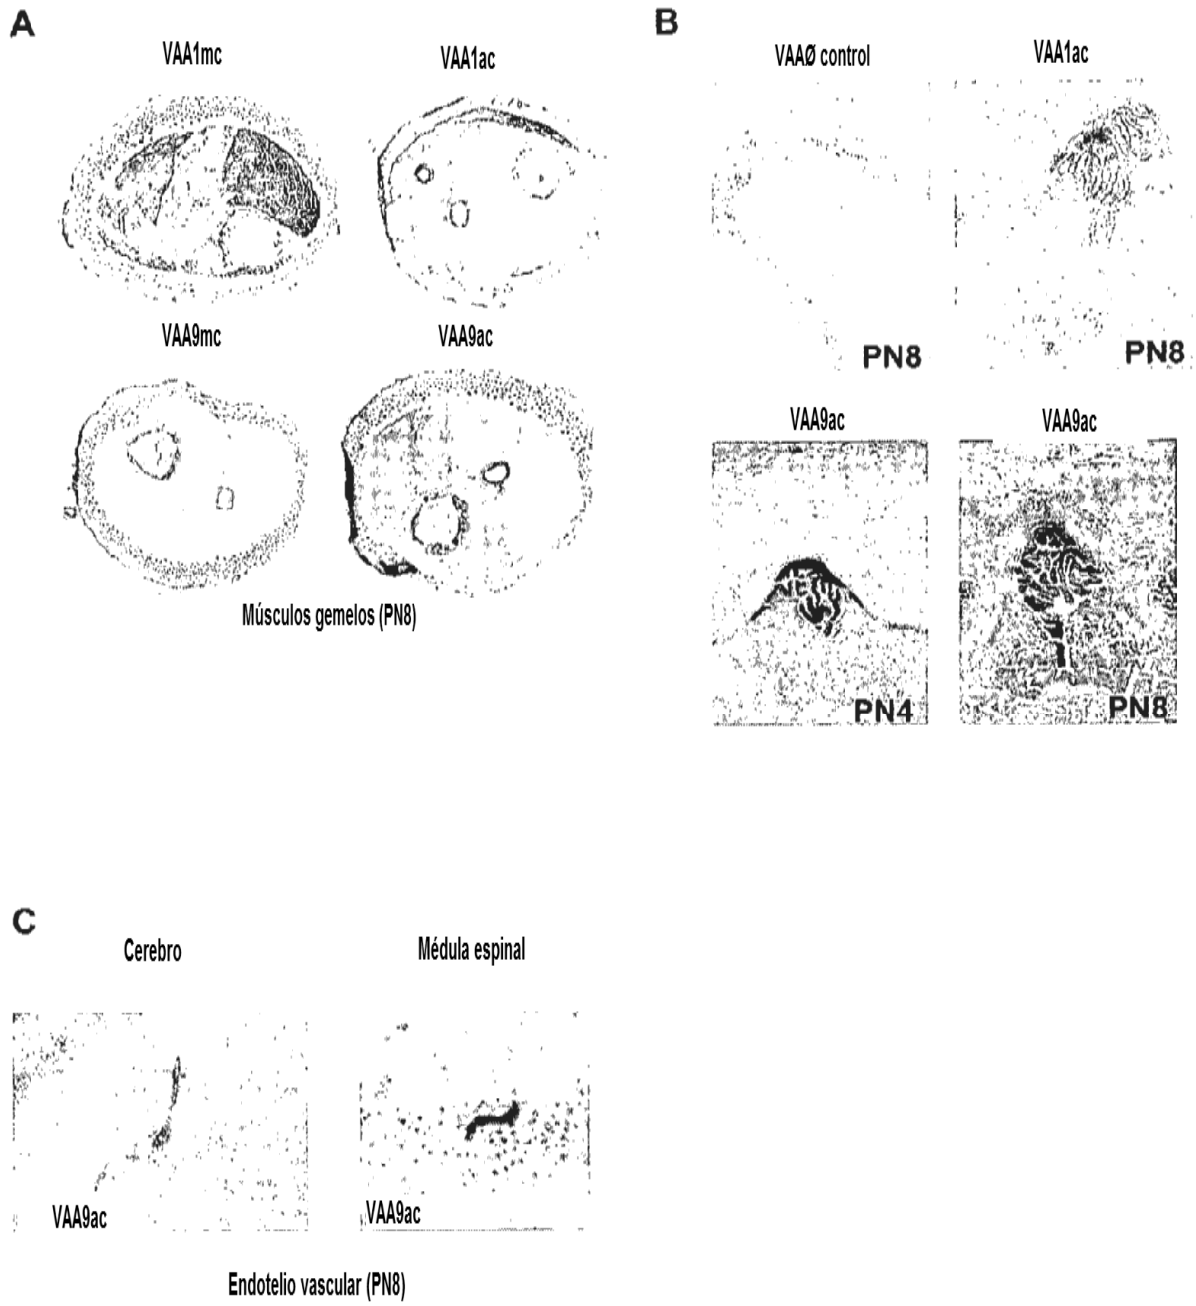 A
VAA1mc
VAA1ac
VAA9mc
VAA9ac
Músculos gemelos (PN8)
B
VAAØ control
VAA1ac
PN8
PN8
VAA9ac
VAA9ac
PN4
PN8
C
Cerebro
Médula espinal
VAA9ac
VAA9ac
Endotelio vascular (PN8)